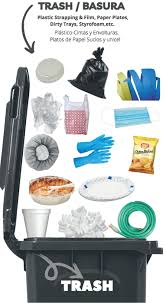 TRASH / BASURA
Plastic Strapping & Film, Paper Plates,
Dirty Trays, Styrofoam,etc.
Plástico-Cintas y Envolturas,
Platos de Papel Sucios y unicel
TRASH